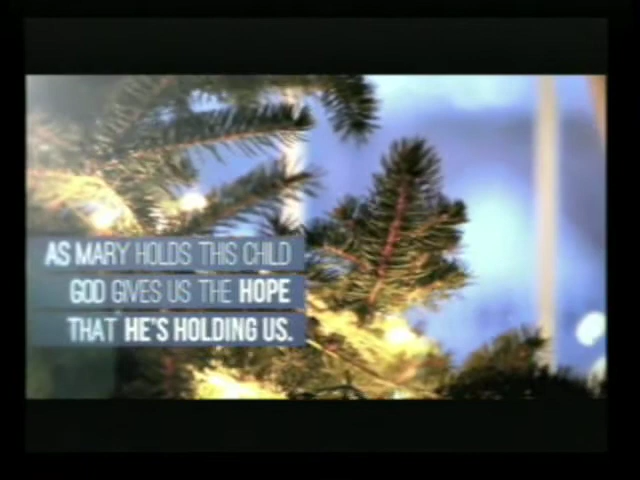 AS MARY HOLDS THIS CHILD
GOD GIVES US THE HOPE
THAT HE'S HOLDING US.